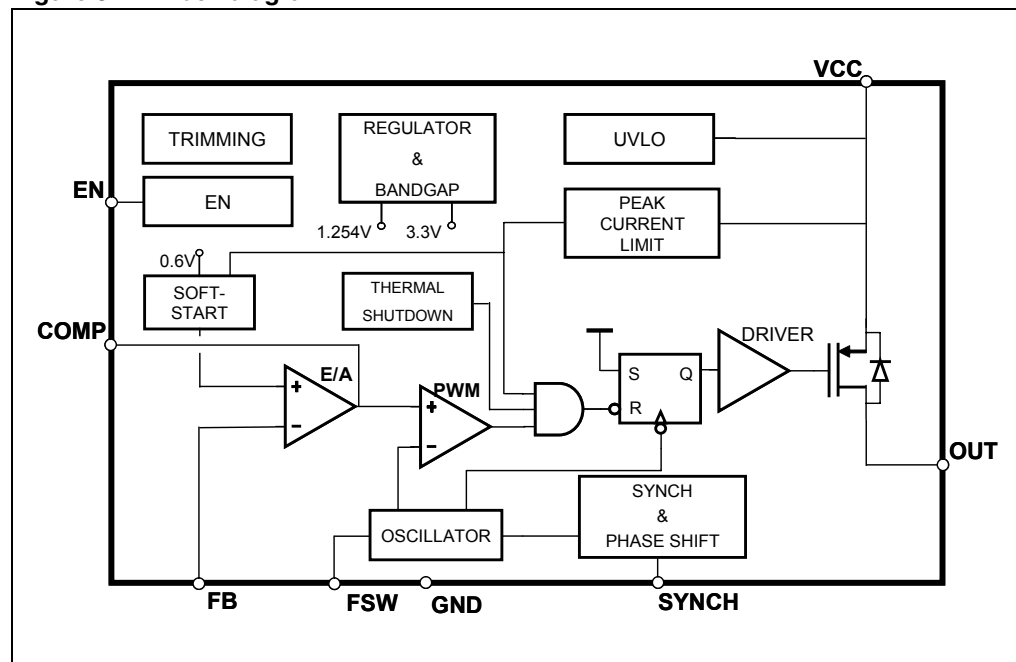 VCC
TRIMMING
REGULATOR
&
BANDGAP
UVLO
EN
EN
PEAK
CURRENT
LIMIT
1.254V
3.3V
0.6V
SOFT-
START
THERMAL
SHUTDOWN
COMP
DRIVER
E/A
+
-
PWM
+
-
S
Q
R
OUT
SYNCH
&
PHASE SHIFT
OSCILLATOR
FB
FSW
GND
SYNCH